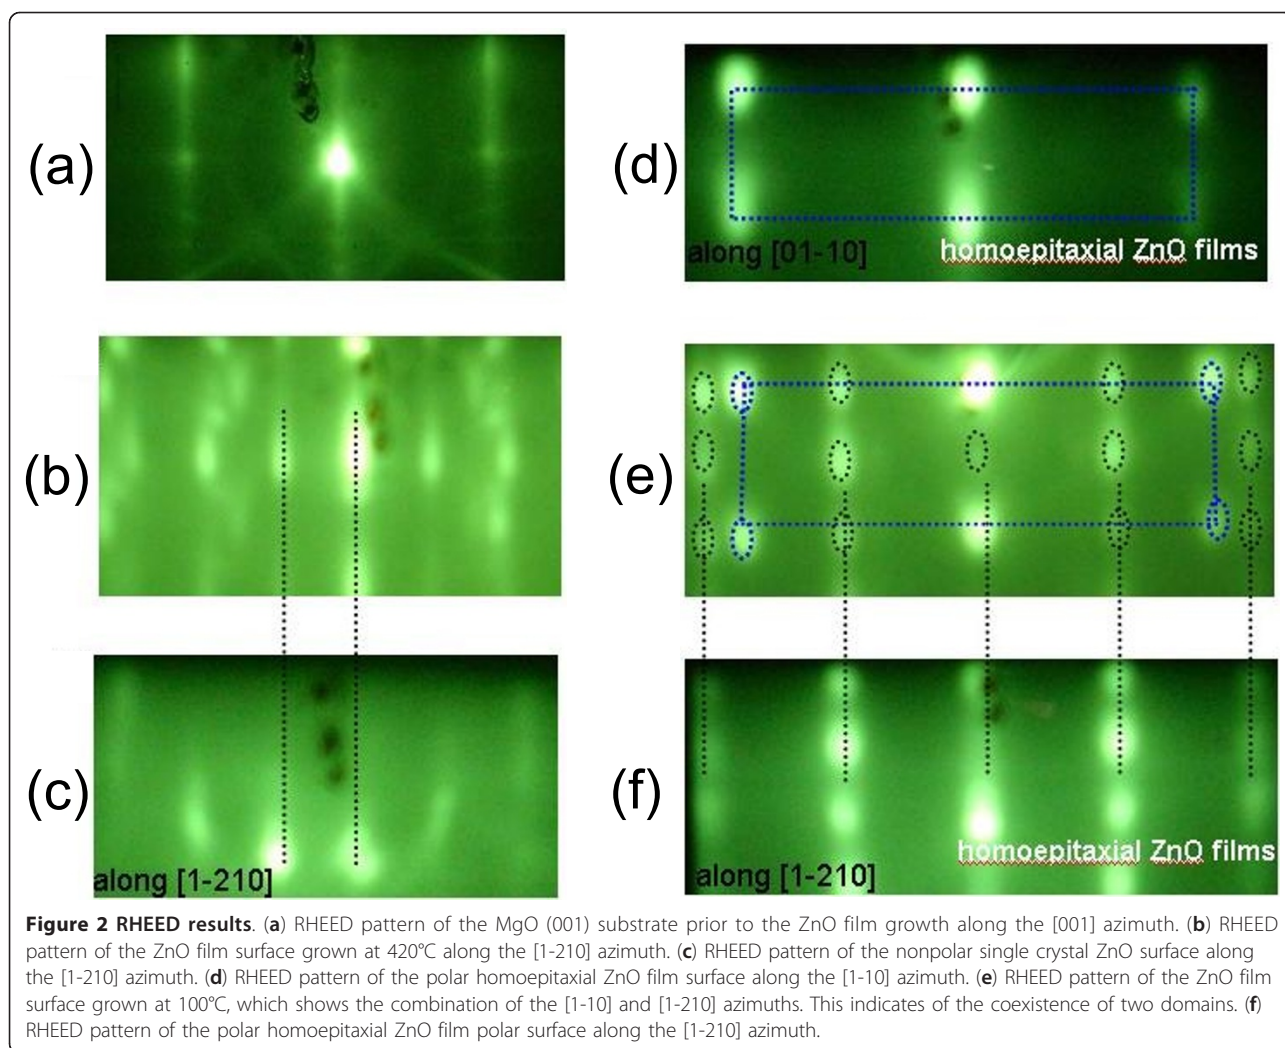 (a)
(d)
along [01-10]
homoepitaxial ZnO films
(b)
(e)
(c)
along [1-210]
(f)
homoepitaxial ZnO films
along [1-210]
Figure 2 RHEED results. (a) RHEED pattern of the MgO (001) substrate prior to the ZnO film growth along the [001] azimuth. (b) RHEED
pattern of the ZnO film surface grown at 420°C along the [1-210] azimuth. (c) RHEED pattern of the nonpolar single crystal ZnO surface along
the [1-210] azimuth. (d) RHEED pattern of the polar homoepitaxial ZnO film surface along the [1-10] azimuth. (e) RHEED pattern of the ZnO film
surface grown at 100°C, which shows the combination of the [1-10] and [1-210] azimuths. This indicates of the coexistence of two domains. (f)
RHEED pattern of the polar homoepitaxial ZnO film polar surface along the [1-210] azimuth.